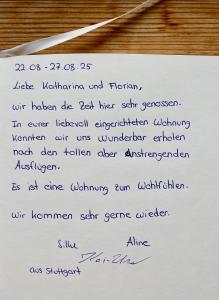 22.08 - 27.08.25
Liebe Katharina und Florian,
wir haben die Zeit hier sehr genossen.
In eurer liebevoll eingerichteten Wohnung
konnten wir uns wunderbar erholen
nach den tollen aber anstrengenden
Ausflügen.
Es ist eine Wohnung zum Wohlfühlen.
Wir kommen sehr gerne wieder.
Silke Aline
aus Stuttgart